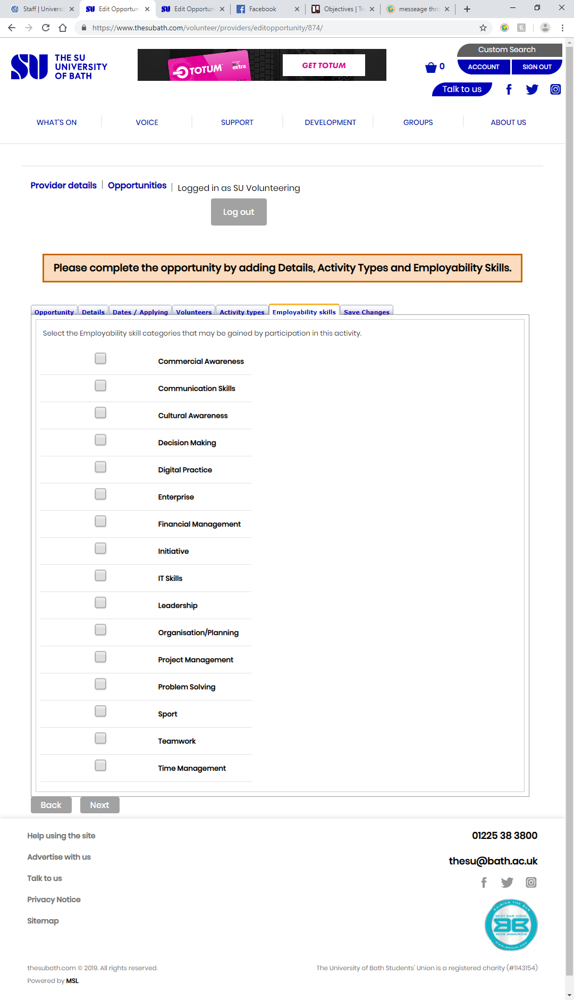 Staff | Universi
Edit Opportun
Edit Opportun
Facebook
Objectives | Tr
messeage thro
https://www.thesubath.com/volunteer/providers/editopportunity/874/
THE SU
UNIVERSITY
OF BATH
SU
TOTUM
extra
GET TOTUM
0
Custom Search
ACCOUNT
SIGN OUT
Talk to us
WHAT'S ON
VOICE
SUPPORT
DEVELOPMENT
GROUPS
ABOUT US
Provider details
Opportunities
Logged in as SU Volunteering
Log out
Please complete the opportunity by adding Details, Activity Types and Employability Skills.
Opportunity
Details
Dates / Applying
Volunteers
Activity types
Employability skills
Save Changes
Select the Employability skill categories that may be gained by participation in this activity.
Commercial Awareness
Communication Skills
Cultural Awareness
Decision Making
Digital Practice
Enterprise
Financial Management
Initiative
IT Skills
Leadership
Organisation/Planning
Project Management
Problem Solving
Sport
Teamwork
Time Management
Back
Next
Help using the site
Advertise with us
Talk to us
Privacy Notice
Sitemap
01225 38 3800
thesu@bath.ac.uk
RAISING THE BAR
BEST BAR NONE
NUS AWARDS
WWW.BBNUK.COM
thesubath.com © 2019. All rights reserved.
Powered by MSL
The University of Bath Students' Union is a registered charity (#1143154)